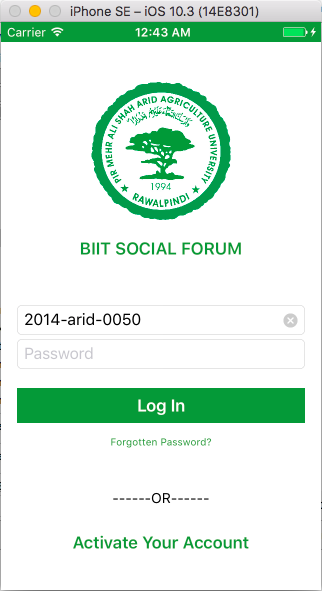 iPhone SE – iOS 10.3 (14E8301)
Carrier 12:43 AM
PIR MEHR ALI SHAH ARID AGRICULTURE UNIVERSITY
1994
RAWALPINDI
BIIT SOCIAL FORUM
2014-arid-0050
Password
Log In
Forgotten Password?
------OR------
Activate Your Account